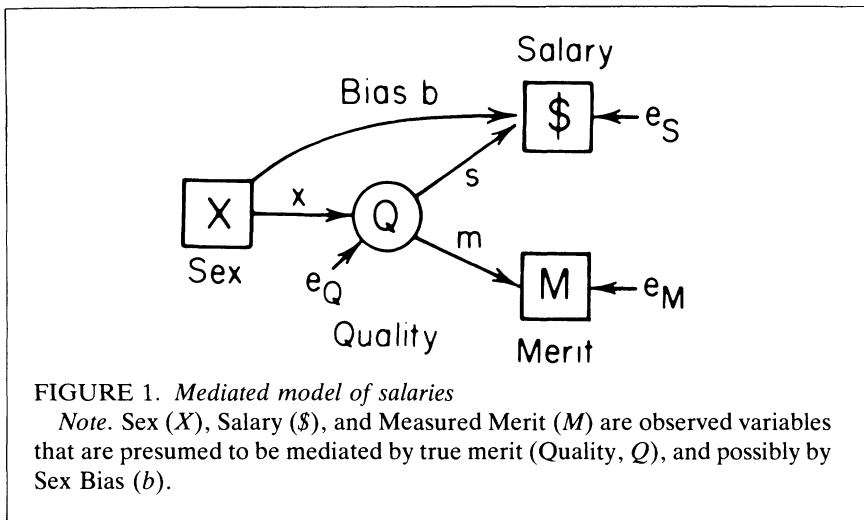 Salary
Bias b
$
e_S
s
x
X
Q
m
Sex
e_Q
M
e_M
Quality
Merit
FIGURE 1. Mediated model of salaries
Note. Sex (X), Salary ($), and Measured Merit (M) are observed variables
that are presumed to be mediated by true merit (Quality, Q), and possibly by
Sex Bias (b).